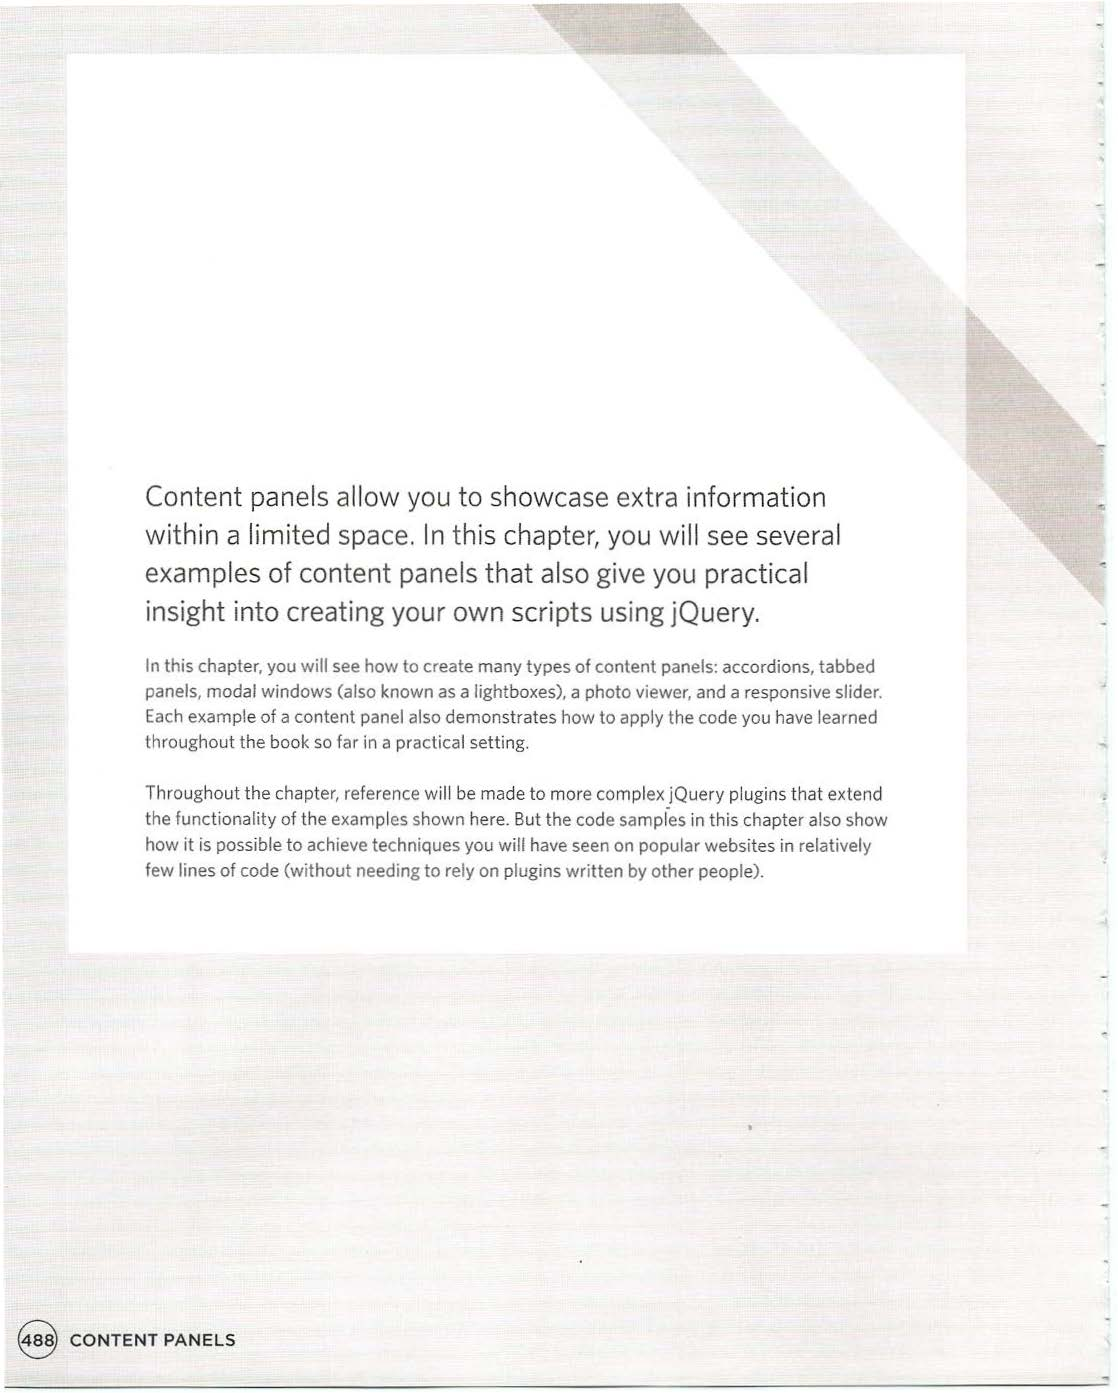 Content panels allow you to showcase extra information
within a limited space. In this chapter, you will see several
examples of content panels that also give you practical
insight into creating your own scripts using jQuery.
In this chapter, you will see how to create many types of content panels: accordions, tabbed
panels, modal windows (also known as a lightboxes), a photo viewer, and a responsive slider.
Each example of a content panel also demonstrates how to apply the code you have learned
throughout the book so far in a practical setting.
Throughout the chapter, reference will be made to more complex jQuery plugins that extend
the functionality of the examples shown here. But the code samples in this chapter also show
how it is possible to achieve techniques you will have seen on popular websites in relatively
few lines of code (without needing to rely on plugins written by other people).
488 CONTENT PANELS